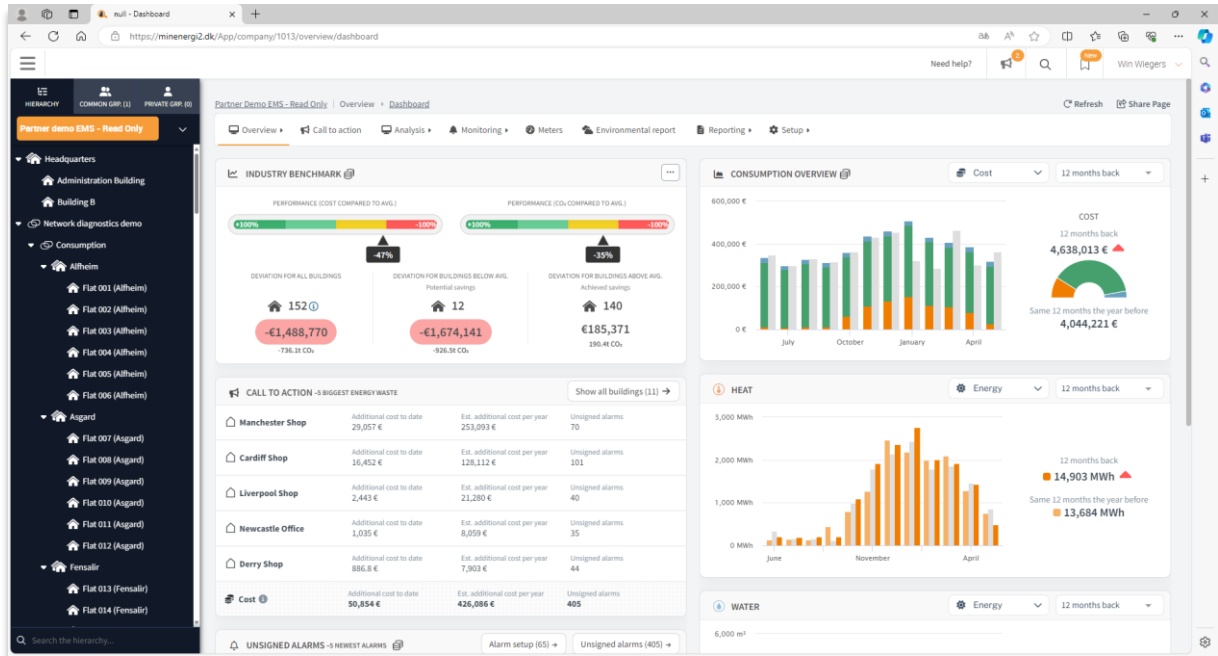 null - Dashboard
https://minenergi2.dk/App/company/1013/overview/dashboard
Need help?
2
New
Win Wiegers
HIERARCHY
COMMON GRP. (1)
PRIVATE GRP. (0)
Partner demo EMS - Read Only
Headquarters
Administration Building
Building B
Network diagnostics demo
Consumption
Alfheim
Flat 001 (Alfheim)
Flat 002 (Alfheim)
Flat 003 (Alfheim)
Flat 004 (Alfheim)
Flat 005 (Alfheim)
Flat 006 (Alfheim)
Asgard
Flat 007 (Asgard)
Flat 008 (Asgard)
Flat 009 (Asgard)
Flat 010 (Asgard)
Flat 011 (Asgard)
Flat 012 (Asgard)
Fensalir
Flat 013 (Fensalir)
Flat 014 (Fensalir)
Search the hierarchy...
Partner Demo EMS - Read Only | Overview › Dashboard
Refresh
Share Page
Overview
Call to action
Analysis
Monitoring
Meters
Environmental report
Reporting
Setup
INDUSTRY BENCHMARK
PERFORMANCE (COST COMPARED TO AVG.)
+100% -100%
-47%
PERFORMANCE (CO₂ COMPARED TO AVG.)
+100% -100%
-35%
DEVIATION FOR ALL BUILDINGS
152
-€1,488,770
-736.1t CO₂
DEVIATION FOR BUILDINGS BELOW AVG.
Potential savings
12
-€1,674,141
-926.5t CO₂
DEVIATION FOR BUILDINGS ABOVE AVG.
Achieved savings
140
€185,371
190.4t CO₂
CALL TO ACTION -5 BIGGEST ENERGY WASTE
Show all buildings (11) →
Manchester Shop
Additional cost to date
29,057 €
Est. additional cost per year
253,093 €
Unsigned alarms
70
Cardiff Shop
Additional cost to date
16,452 €
Est. additional cost per year
128,112 €
Unsigned alarms
101
Liverpool Shop
Additional cost to date
2,443 €
Est. additional cost per year
21,280 €
Unsigned alarms
40
Newcastle Office
Additional cost to date
1,035 €
Est. additional cost per year
8,059 €
Unsigned alarms
35
Derry Shop
Additional cost to date
886.8 €
Est. additional cost per year
7,903 €
Unsigned alarms
44
Cost
Additional cost to date
50,854 €
Est. additional cost per year
426,086 €
Unsigned alarms
405
UNSIGNED ALARMS -5 NEWEST ALARMS
Alarm setup (65) →
Unsigned alarms (405) →
CONSUMPTION OVERVIEW
Cost
12 months back
600,000 €
400,000 €
200,000 €
0 €
July October January April
COST
12 months back
4,638,013 €
Same 12 months the year before
4,044,221 €
HEAT
Energy
12 months back
3,000 MWh
2,000 MWh
1,000 MWh
0 MWh
June November April
12 months back
14,903 MWh
Same 12 months the year before
13,684 MWh
WATER
Energy
12 months back
6,000 m³